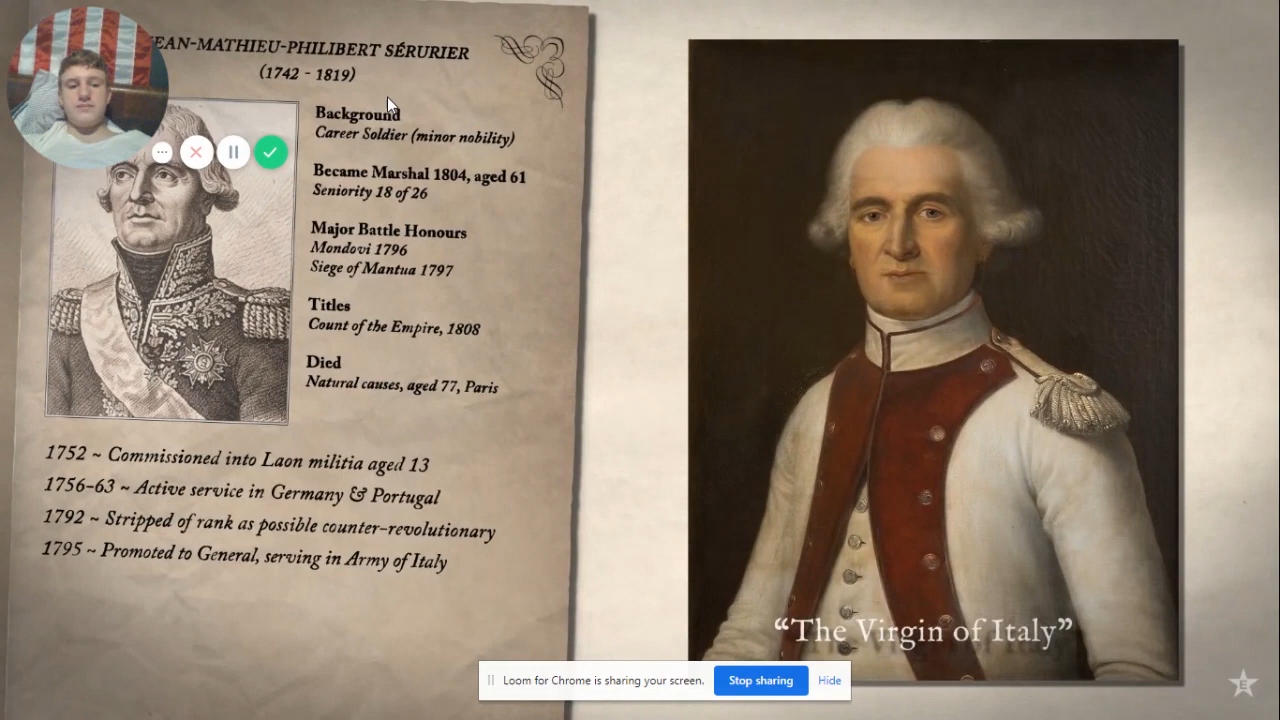 EAN-MATHIEU-PHILIBERT SÉRURIER
(1742 - 1819)
Background
Career Soldier (minor nobility)
Became Marshal 1804, aged 61
Seniority 18 of 26
Major Battle Honours
Mondovi 1796
Siege of Mantua 1797
Titles
Count of the Empire, 1808
Died
Natural causes, aged 77, Paris
1752 ~ Commissioned into Laon militia aged 13
1756-63 ~ Active service in Germany & Portugal
1792 ~ Stripped of rank as possible counter-revolutionary
1795 ~ Promoted to General, serving in Army of Italy
“The Virgin of Italy”
Loom for Chrome is sharing your screen. Stop sharing Hide
E